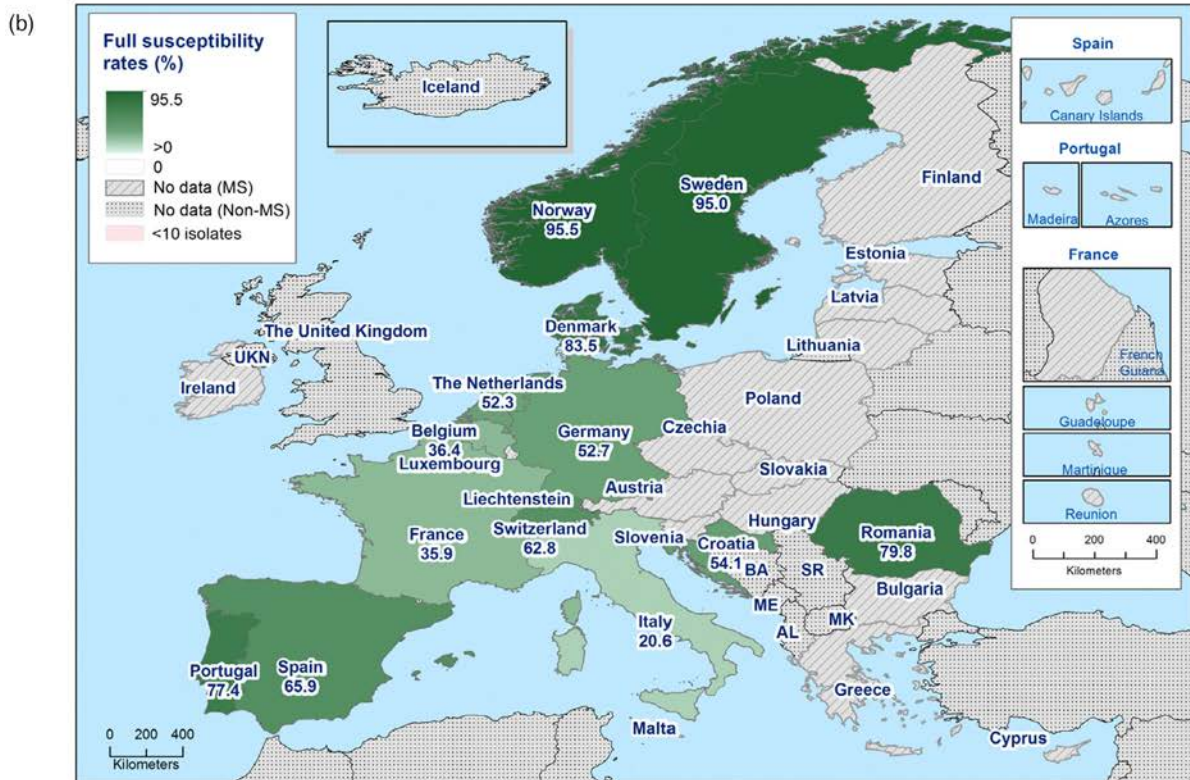 (b)
Full susceptibility
rates (%)
95.5
>0
0
No data (MS)
No data (Non-MS)
<10 isolates
Iceland
Spain
Canary Islands
Portugal
Madeira
Azores
France
French
Guiana
Guadeloupe
Martinique
Reunion
0 200 400
Kilometers
Norway
95.5
Sweden
95.0
Finland
Estonia
Latvia
Lithuania
Denmark
83.5
The United Kingdom
UKN
Ireland
The Netherlands
52.3
Belgium
36.4
Luxembourg
Germany
52.7
Poland
Czechia
Slovakia
Austria
Liechtenstein
Switzerland
62.8
France
35.9
Hungary
Slovenia
Croatia
54.1
BA
SR
Romania
79.8
Bulgaria
ME
MK
AL
Italy
20.6
Portugal
77.4
Spain
65.9
Greece
Malta
Cyprus
0 200 400
Kilometers